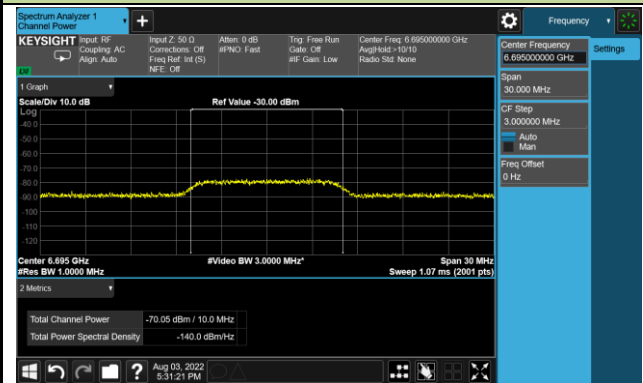 Spectrum Analyzer 1
Channel Power
Frequency
KEYSIGHT
Input: RF
Coupling: AC
Align: Auto
Input Z: 50 Ω
Corrections: Off
Freq Ref: Int (S)
NFE: Off
Atten: 0 dB
#PNO: Fast
Trig: Free Run
Gate: Off
#IF Gain: Low
Center Freq: 6.695000000 GHz
Avg|Hold:>10/10
Radio Std: None
Center Frequency
6.695000000 GHz
Settings
Span
30.000 MHz
CF Step
3.000000 MHz
Auto
Man
Freq Offset
0 Hz
1 Graph
Scale/Div 10.0 dB
Ref Value -30.00 dBm
Log
-40.0
-50.0
-60.0
-70.0
-80.0
-90.0
-100
-110
-120
Center 6.695 GHz
#Video BW 3.0000 MHz*
Span 30 MHz
#Res BW 1.0000 MHz
Sweep 1.07 ms (2001 pts)
2 Metrics
Total Channel Power -70.05 dBm / 10.0 MHz
Total Power Spectral Density -140.0 dBm/Hz
?
Aug 03, 2022
5:31:21 PM